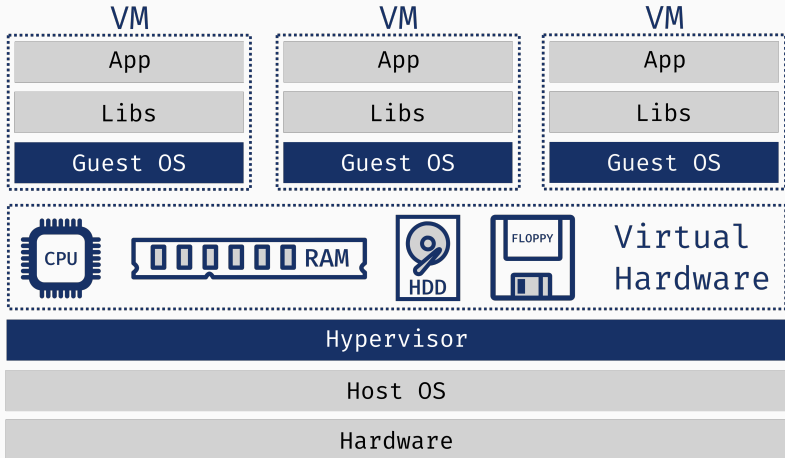 VM VM VM
App App App
Libs Libs Libs
Guest OS Guest OS Guest OS
CPU RAM HDD FLOPPY Virtual
Hardware
Hypervisor
Host OS
Hardware